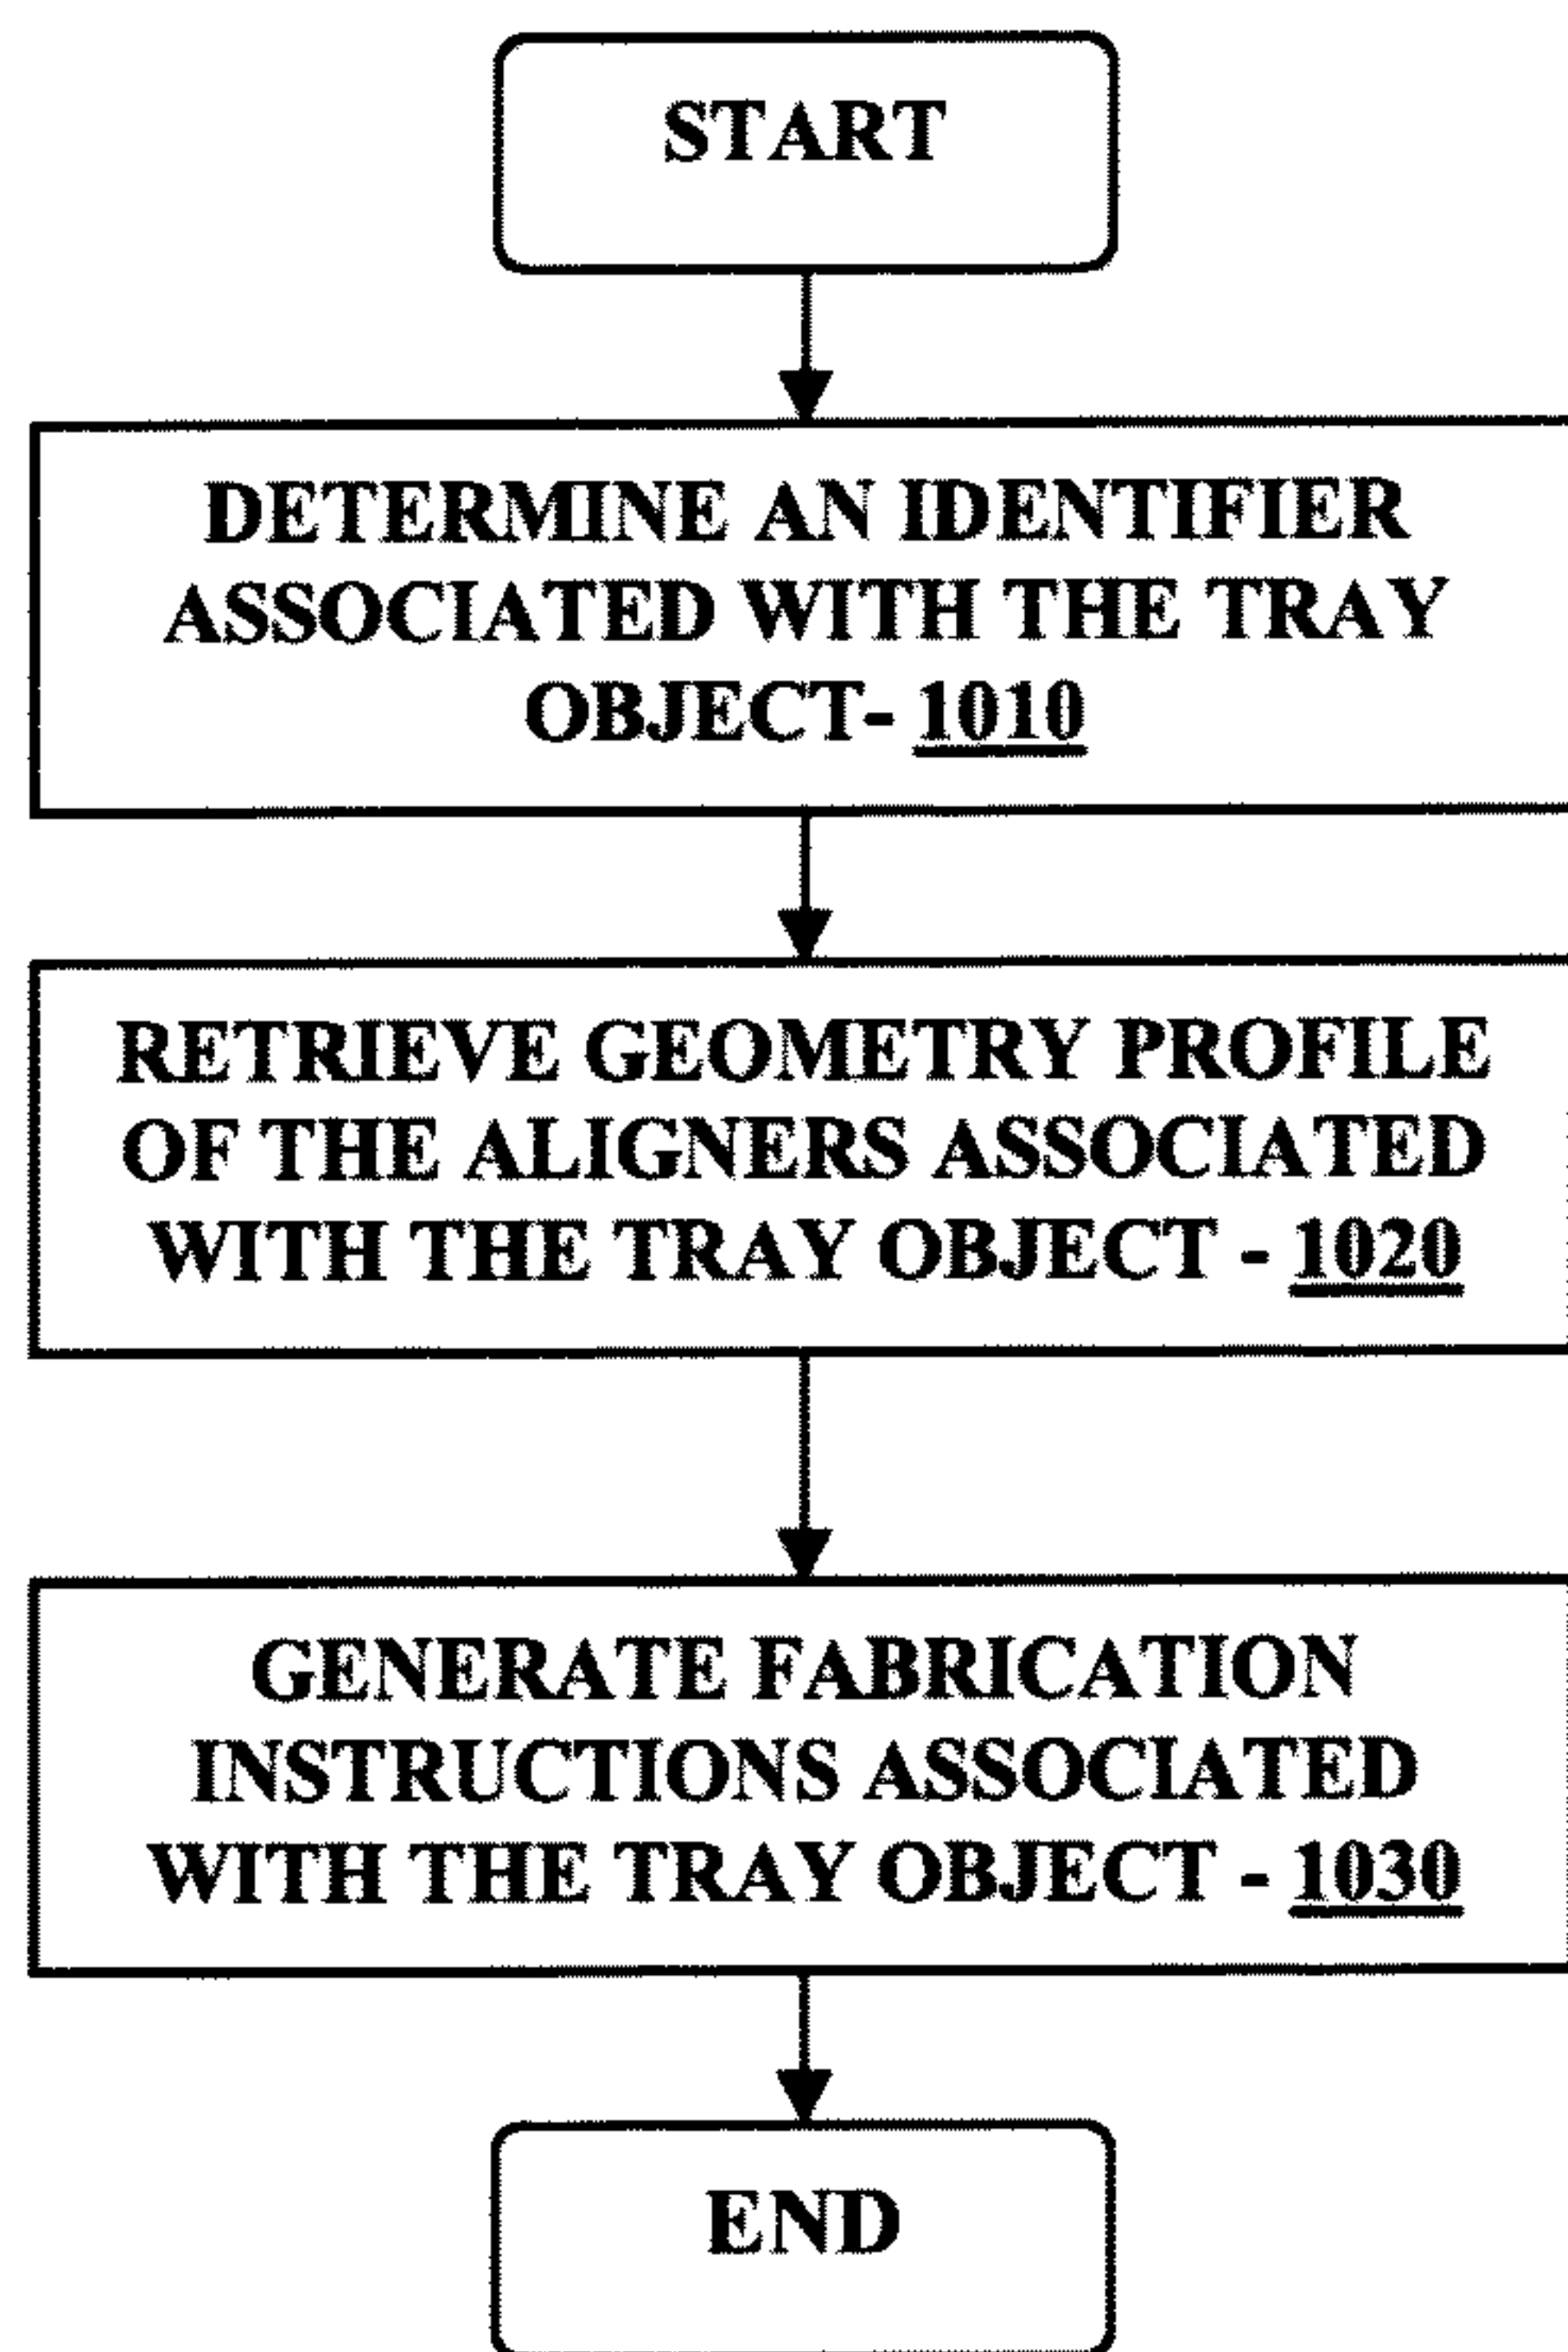 START
DETERMINE AN IDENTIFIER
ASSOCIATED WITH THE TRAY
OBJECT- 1010
RETRIEVE GEOMETRY PROFILE
OF THE ALIGNERS ASSOCIATED
WITH THE TRAY OBJECT - 1020
GENERATE FABRICATION
INSTRUCTIONS ASSOCIATED
WITH THE TRAY OBJECT - 1030
END